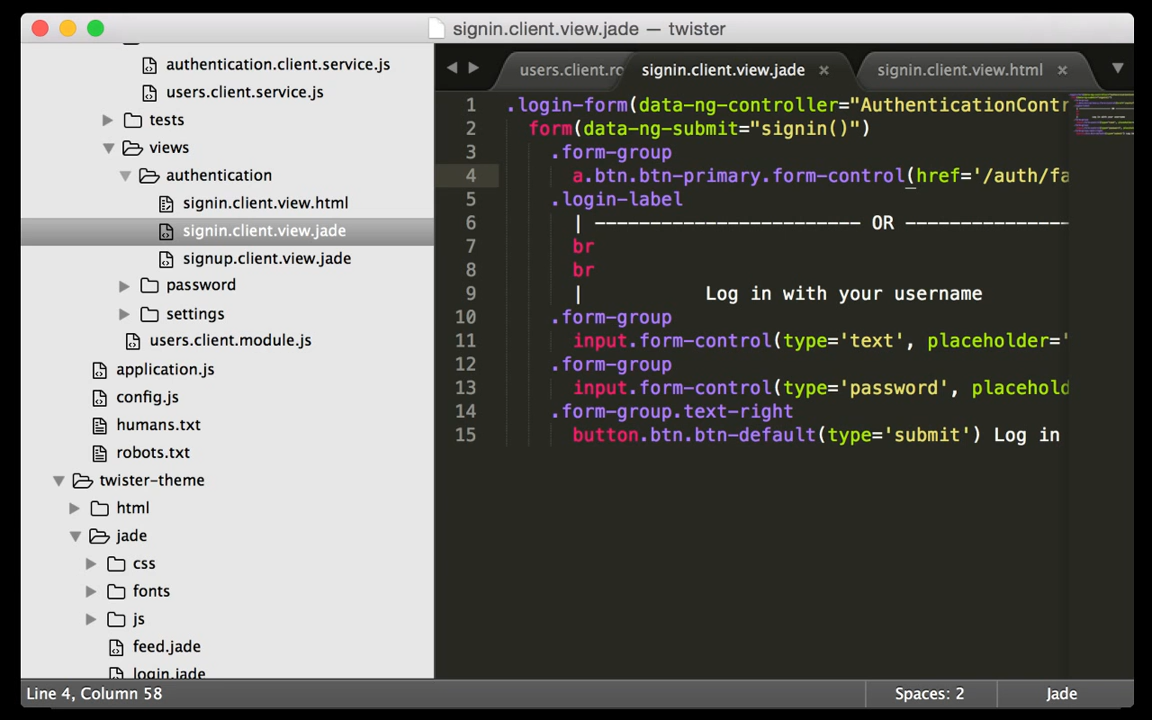 signin.client.view.jade — twister
authentication.client.service.js
users.client.service.js
tests
views
authentication
signin.client.view.html
signin.client.view.jade
signup.client.view.jade
password
settings
users.client.module.js
application.js
config.js
humans.txt
robots.txt
twister-theme
html
jade
css
fonts
js
feed.jade
login.jade
users.client.ro
signin.client.view.jade ×
signin.client.view.html ×
1 .login-form(data-ng-controller="AuthenticationContr
2 form(data-ng-submit="signin()")
3 .form-group
4 a.btn.btn-primary.form-control(href='/auth/fa
5 .login-label
6 | ------------------------ OR ---------------
7 br
8 br
9 | Log in with your username
10 .form-group
11 input.form-control(type='text', placeholder='
12 .form-group
13 input.form-control(type='password', placehold
14 .form-group.text-right
15 button.btn.btn-default(type='submit') Log in
Line 4, Column 58
Spaces: 2
Jade